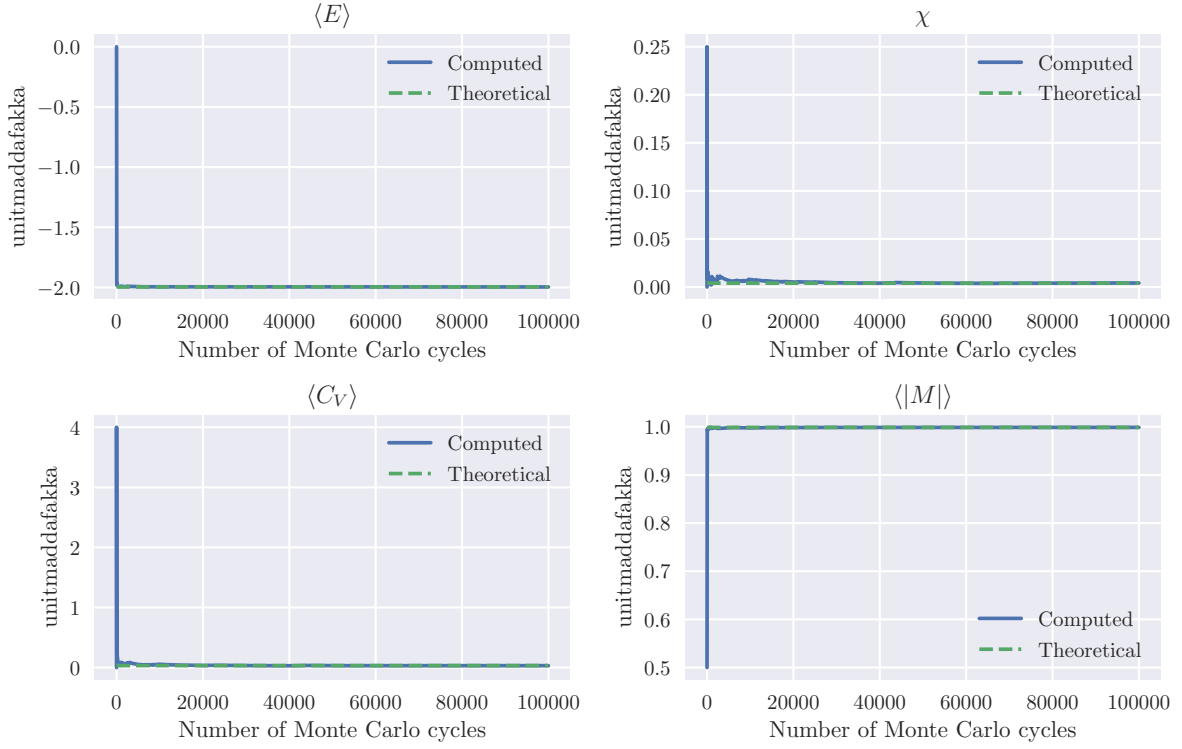 ⟨E⟩
unitmaddafakka
0.0
−0.5
−1.0
−1.5
−2.0
Computed
Theoretical
0 20000 40000 60000 80000 100000
Number of Monte Carlo cycles
χ
unitmaddafakka
0.25
0.20
0.15
0.10
0.05
0.00
Computed
Theoretical
0 20000 40000 60000 80000 100000
Number of Monte Carlo cycles
⟨C_V⟩
unitmaddafakka
4
3
2
1
0
Computed
Theoretical
0 20000 40000 60000 80000 100000
Number of Monte Carlo cycles
⟨|M|⟩
unitmaddafakka
1.0
0.9
0.8
0.7
0.6
0.5
Computed
Theoretical
0 20000 40000 60000 80000 100000
Number of Monte Carlo cycles